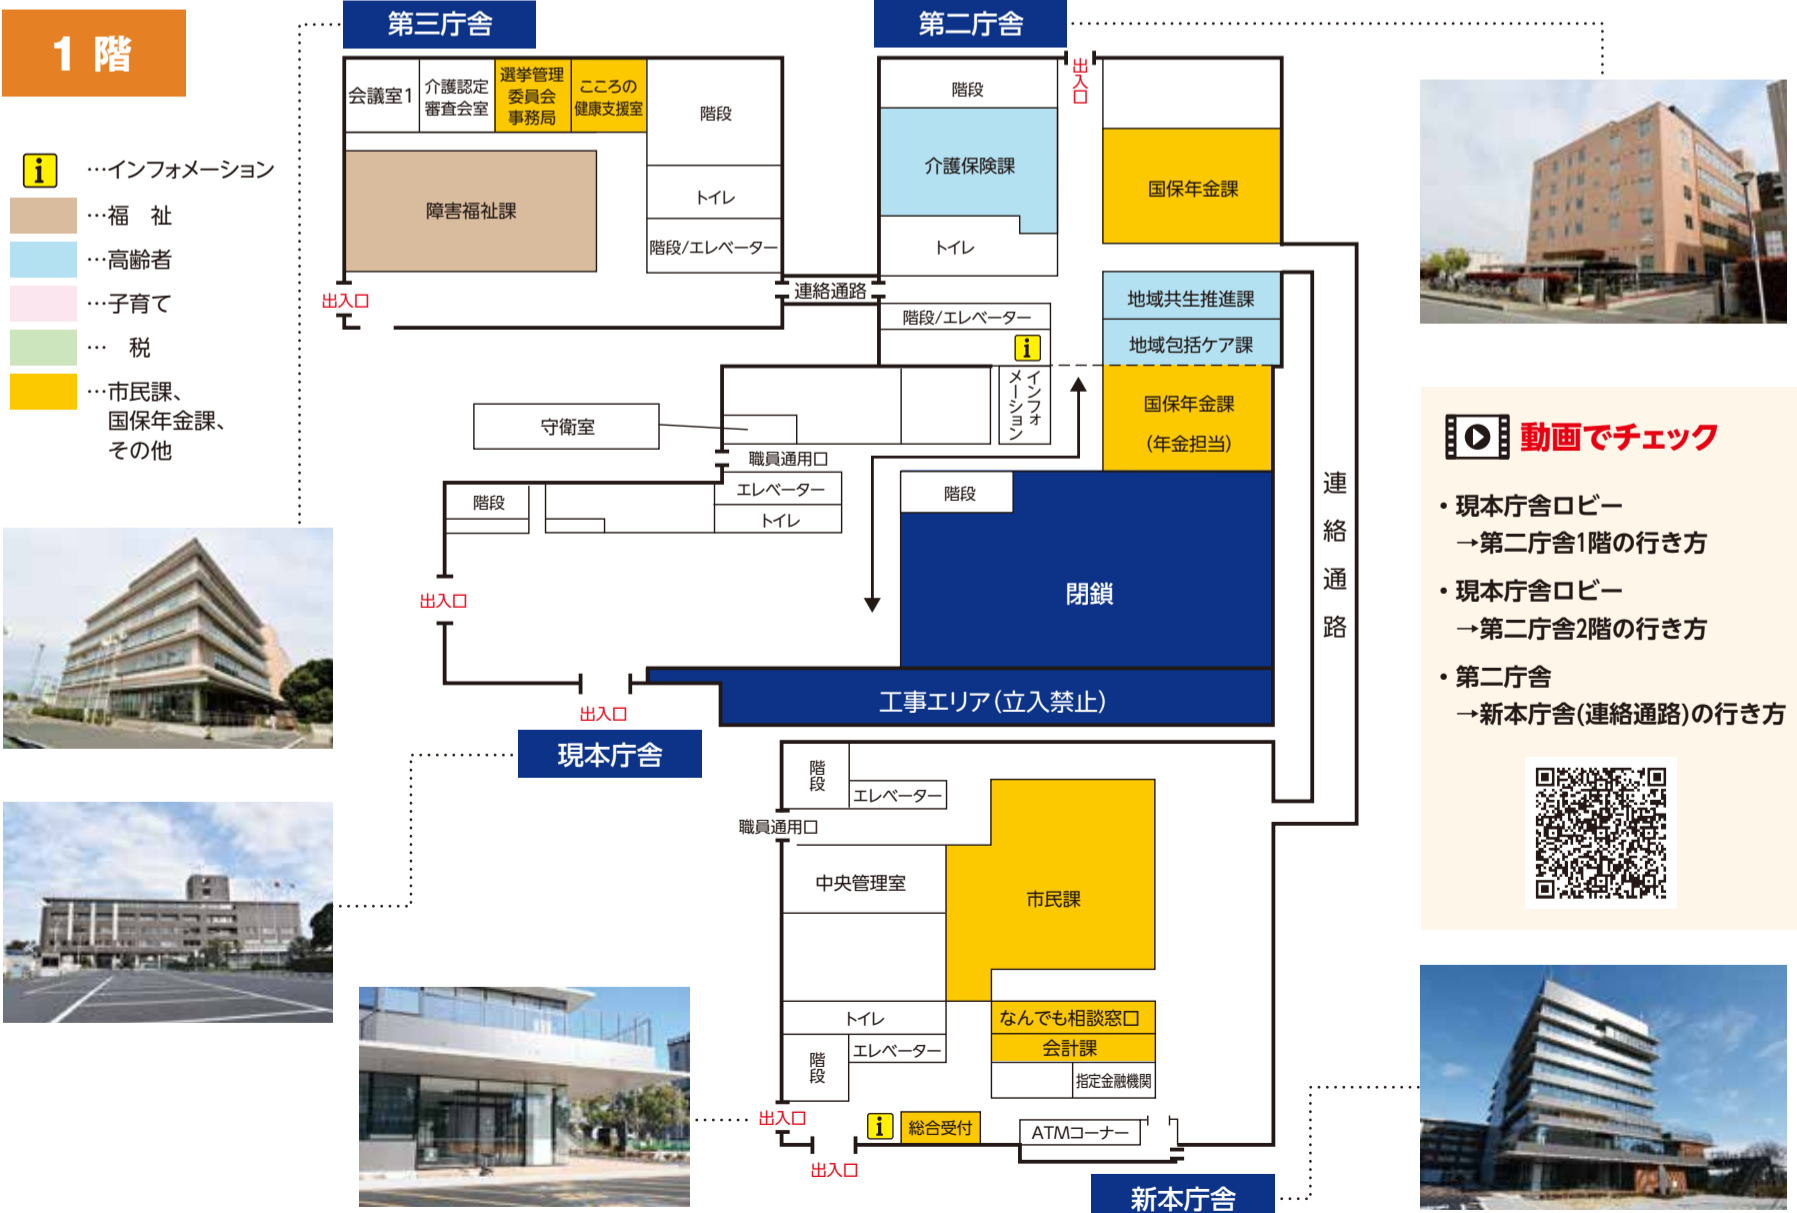 1 階
第三庁舎
第二庁舎
i
…インフォメーション
…福　祉
…高齢者
…子育て
…　税
…市民課、
国保年金課、
その他
会議室1
介護認定
審査会室
選挙管理
委員会
事務局
こころの
健康支援室
階段
障害福祉課
トイレ
階段/エレベーター
出入口
連絡通路
階段
出入口
介護保険課
国保年金課
トイレ
地域共生推進課
階段/エレベーター
i
地域包括ケア課
インフォ
メーション
国保年金課
(年金担当)
守衛室
職員通用口
エレベーター
トイレ
階段
階段
閉鎖
連絡通路
出入口
工事エリア(立入禁止)
出入口
現本庁舎
階段
エレベーター
職員通用口
中央管理室
市民課
トイレ
なんでも相談窓口
階段
エレベーター
会計課
指定金融機関
出入口
i
総合受付
ATMコーナー
出入口
新本庁舎
動画でチェック
・現本庁舎ロビー
→第二庁舎1階の行き方
・現本庁舎ロビー
→第二庁舎2階の行き方
・第二庁舎
→新本庁舎(連絡通路)の行き方